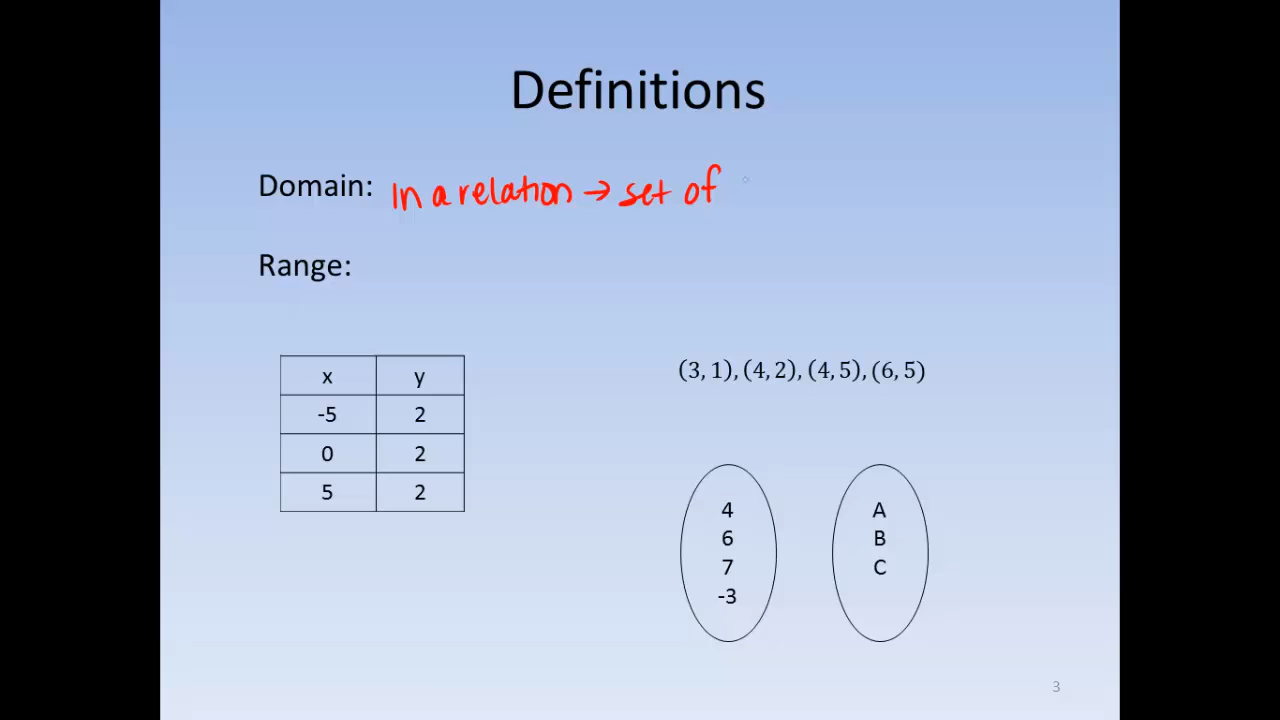 Definitions
Domain: In a relation → set of
Range:
x y
-5 2
0 2
5 2
(3, 1), (4, 2), (4, 5), (6, 5)
4 A
6 B
7 C
-3
3